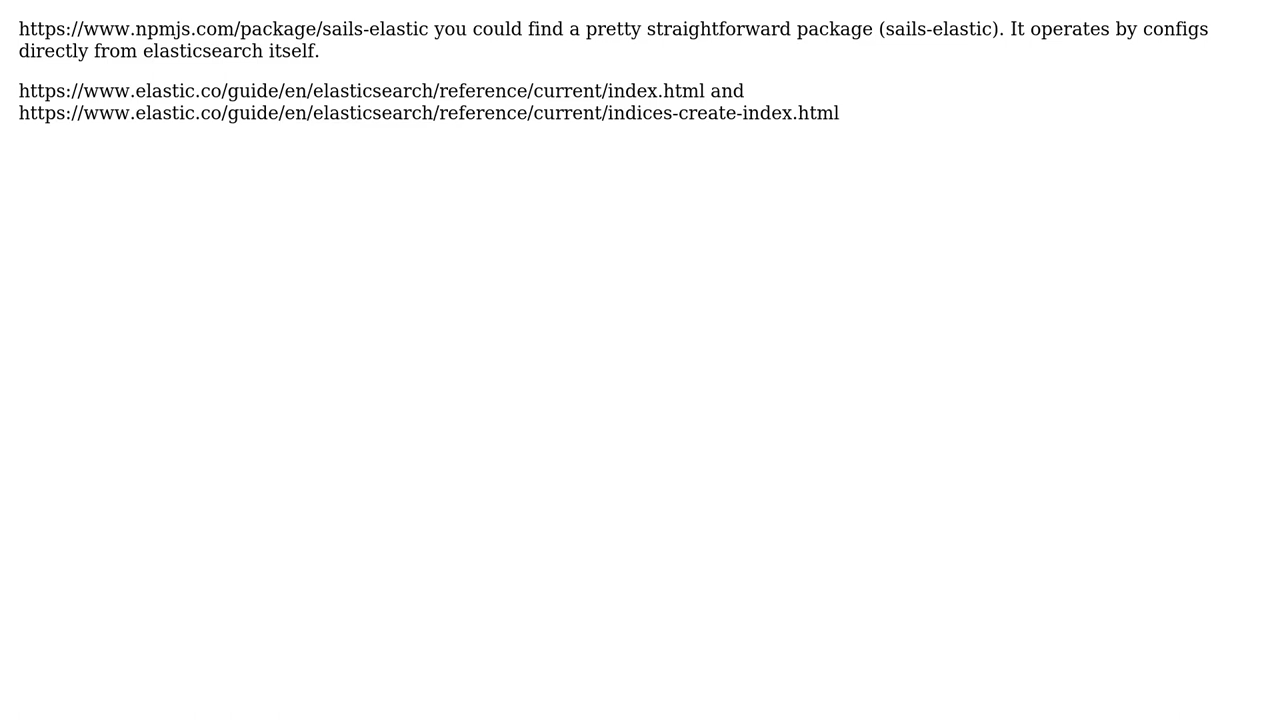 https://www.npmjs.com/package/sails-elastic you could find a pretty straightforward package (sails-elastic). It operates by configs
directly from elasticsearch itself.
https://www.elastic.co/guide/en/elasticsearch/reference/current/index.html and
https://www.elastic.co/guide/en/elasticsearch/reference/current/indices-create-index.html